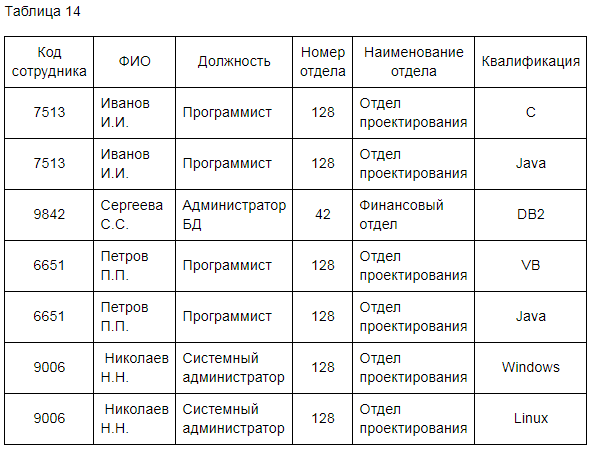 Таблица 14
Код сотрудника | ФИО | Должность | Номер отдела | Наименование отдела | Квалификация
7513 | Иванов И.И. | Программист | 128 | Отдел проектирования | C
7513 | Иванов И.И. | Программист | 128 | Отдел проектирования | Java
9842 | Сергеева С.С. | Администратор БД | 42 | Финансовый отдел | DB2
6651 | Петров П.П. | Программист | 128 | Отдел проектирования | VB
6651 | Петров П.П. | Программист | 128 | Отдел проектирования | Java
9006 | Николаев Н.Н. | Системный администратор | 128 | Отдел проектирования | Windows
9006 | Николаев Н.Н. | Системный администратор | 128 | Отдел проектирования | Linux